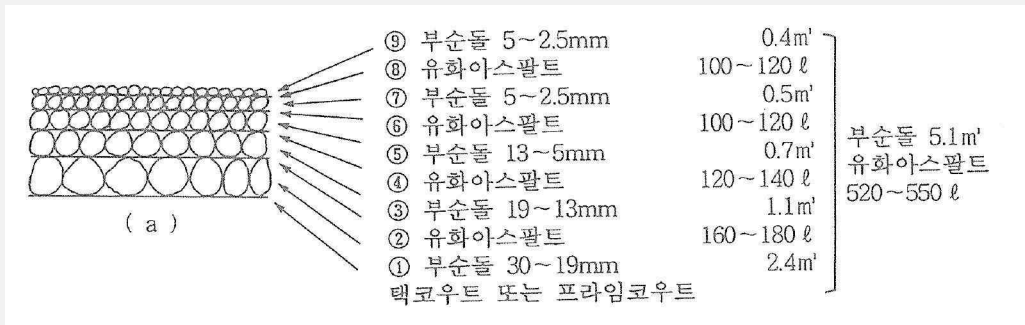 ⑨ 부순돌 5~2.5mm 0.4㎥
⑧ 유화아스팔트 100~120ℓ
⑦ 부순돌 5~2.5mm 0.5㎥
⑥ 유화아스팔트 100~120ℓ
⑤ 부순돌 13~5mm 0.7㎥
④ 유화아스팔트 120~140ℓ
③ 부순돌 19~13mm 1.1㎥
② 유화아스팔트 160~180ℓ
① 부순돌 30~19mm 2.4㎥
택코우트 또는 프라임코우트
부순돌 5.1㎥
유화아스팔트
520~550ℓ
( a )